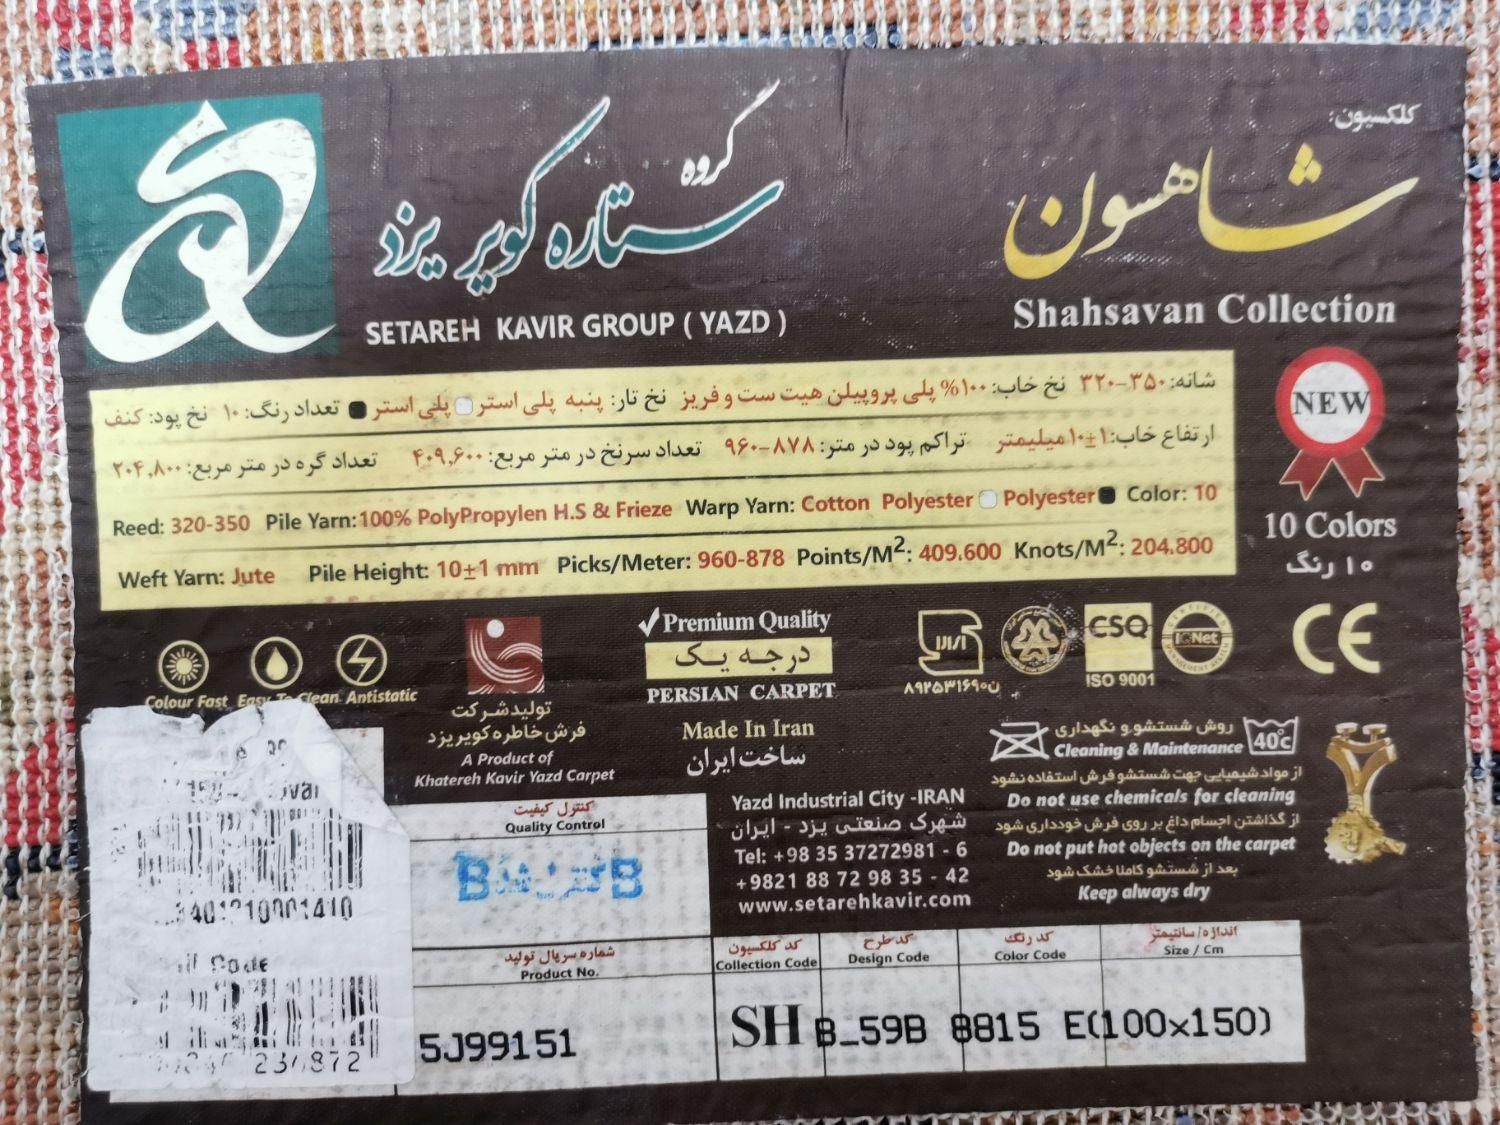 کلکسیون:
شاهسون
Shahsavan Collection
گروه
ستاره کویر یزد
SETAREH KAVIR GROUP ( YAZD )
شانه: ۳۵۰-۳۲۰ نخ خاب: ۱۰۰% پلی پروپیلن هیت ست و فریز نخ تار: پنبه پلی استر پلی استر تعداد رنگ: ۱۰ نخ پود: کنف
ارتفاع خاب: ۱±۱۰ میلیمتر تراکم پود در متر: ۸۷۸-۹۶۰ تعداد سرنخ در متر مربع: ۴۰۹,۶۰۰ تعداد گره در متر مربع: ۲۰۴,۸۰۰
Reed: 320-350 Pile Yarn: 100% PolyPropylen H.S & Frieze Warp Yarn: Cotton Polyester Polyester Color: 10
Weft Yarn: Jute Pile Height: 10±1 mm Picks/Meter: 960-878 Points/M²: 409.600 Knots/M²: 204.800
NEW
10 Colors
۱۰ رنگ
Colour Fast Easy To Clean Antistatic
تولید شرکت
فرش خاطره کویر یزد
A Product of
Khatereh Kavir Yazd Carpet
Premium Quality
درجه یک
PERSIAN CARPET
Made In Iran
ساخت ایران
۸۹۲۵۳۱۶۹۰ن
CSQ
ISO 9001
CERTIFIED
IQNet
MANAGEMENT SYSTEM
CE
روش شستشو و نگهداری
Cleaning & Maintenance
40°c
از مواد شیمیایی جهت شستشو فرش استفاده نشود
Do not use chemicals for cleaning
از گذاشتن اجسام داغ بر روی فرش خودداری شود
Do not put hot objects on the carpet
بعد از شستشو کاملا خشک شود
Keep always dry
Yazd Industrial City -IRAN
شهرک صنعتی یزد - ایران
Tel: +98 35 37272981 - 6
+9821 88 72 98 35 - 42
www.setarehkavir.com
کنترل کیفیت
Quality Control
B کنترل شد B
شماره سریال تولید
Product No.
5J99151
کد کلکسیون
Collection Code
SH
کد طرح
Design Code
B_59B
کد رنگ
Color Code
8815
اندازه/سانتیمتر
Size / Cm
E(100x150)